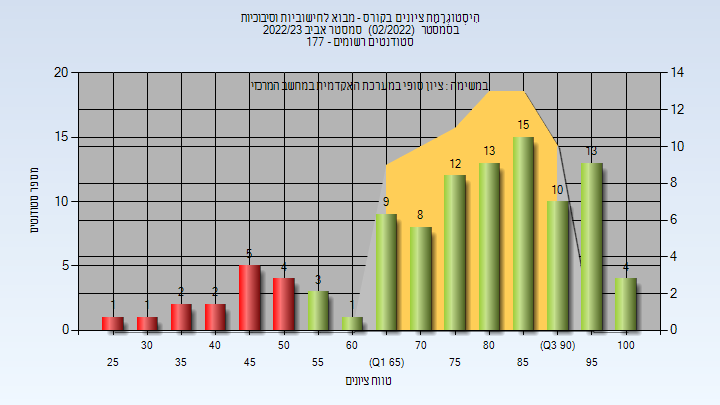 היסטוגרמת ציונים בקורס - מבוא לחישוביות וסיבוכיות
בסמסטר (02/2022) סמסטר אביב 2022/23
סטודנטים רשומים - 177
במשימה : ציון סופי במערכת האקדמית במחשב המרכזי
מספר סטודנטים
20
15
10
5
0
14
12
10
8
6
4
2
0
1 1 2 2 5 4 3 1 9 8 12 13 15 10 13 4
30 40 50 60 70 80 (Q3 90) 100
25 35 45 55 (Q1 65) 75 85 95
טווח ציונים